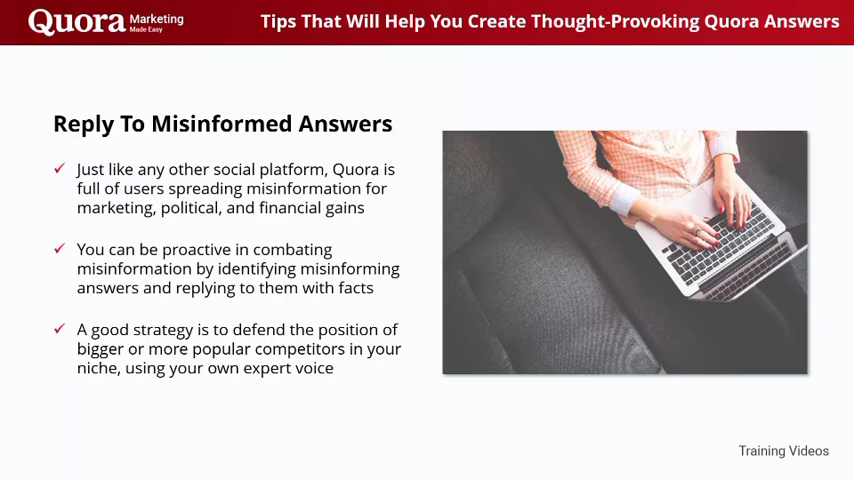 Quora Marketing
Made Easy
Tips That Will Help You Create Thought-Provoking Quora Answers
Reply To Misinformed Answers
Just like any other social platform, Quora is
full of users spreading misinformation for
marketing, political, and financial gains
You can be proactive in combating
misinformation by identifying misinforming
answers and replying to them with facts
A good strategy is to defend the position of
bigger or more popular competitors in your
niche, using your own expert voice
Training Videos